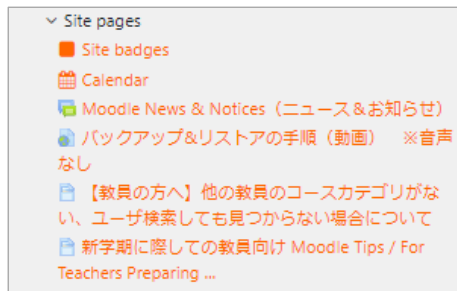 Site pages
Site badges
Calendar
Moodle News & Notices（ニュース＆お知らせ）
バックアップ&リストアの手順（動画）　※音声
なし
【教員の方へ】他の教員のコースカテゴリがな
い、ユーザ検索しても見つからない場合について
新学期に際しての教員向け Moodle Tips / For
Teachers Preparing ...